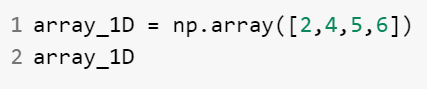 1 array_1D = np.array([2,4,5,6])
2 array_1D